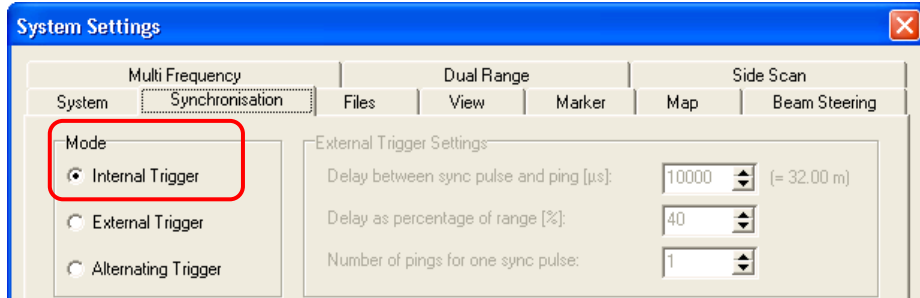 System Settings
Multi Frequency Dual Range Side Scan
System Synchronisation Files View Marker Map Beam Steering
Mode
Internal Trigger
External Trigger
Alternating Trigger
External Trigger Settings
Delay between sync pulse and ping [µs]: 10000 (= 32.00 m)
Delay as percentage of range [%]: 40
Number of pings for one sync pulse: 1